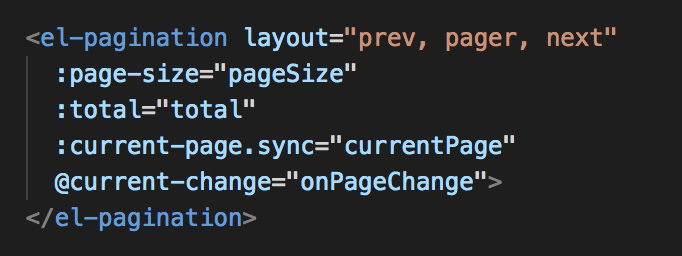 <el-pagination layout="prev, pager, next"
:page-size="pageSize"
:total="total"
:current-page.sync="currentPage"
@current-change="onPageChange">
</el-pagination>